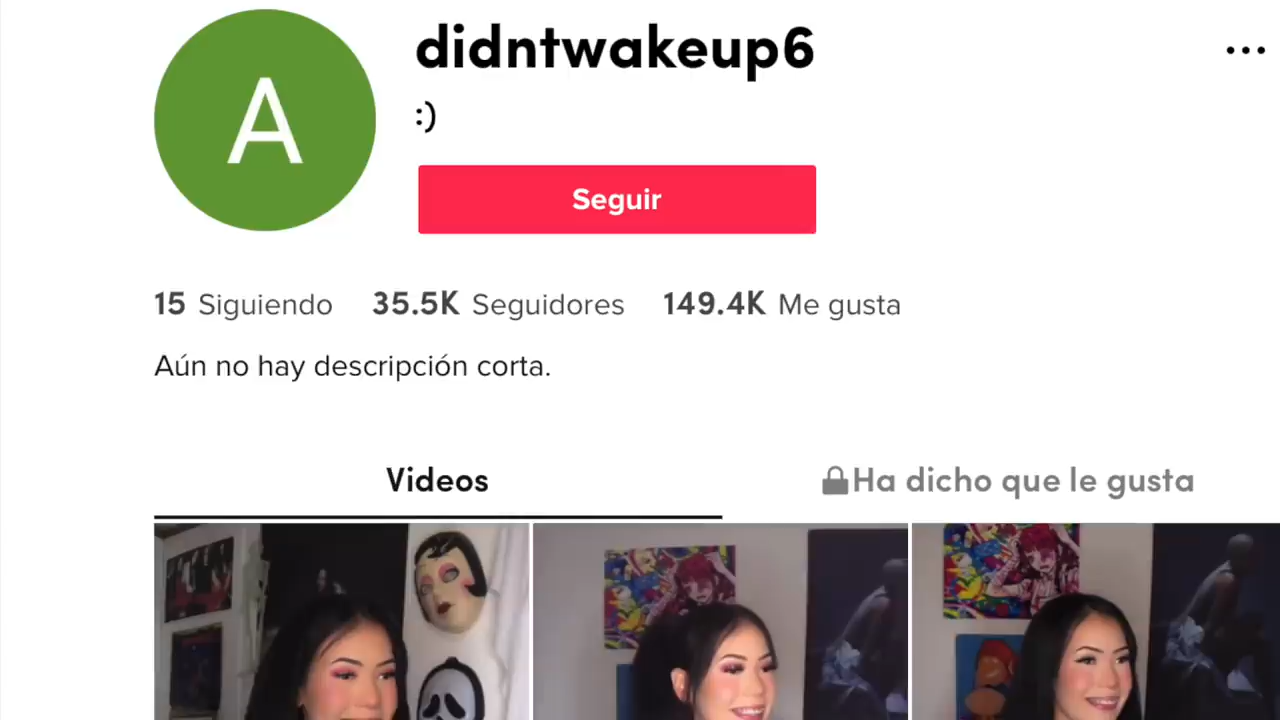 A
didntwakeup6
...
:)
Seguir
15 Siguiendo 35.5K Seguidores 149.4K Me gusta
Aún no hay descripción corta.
Videos Ha dicho que le gusta